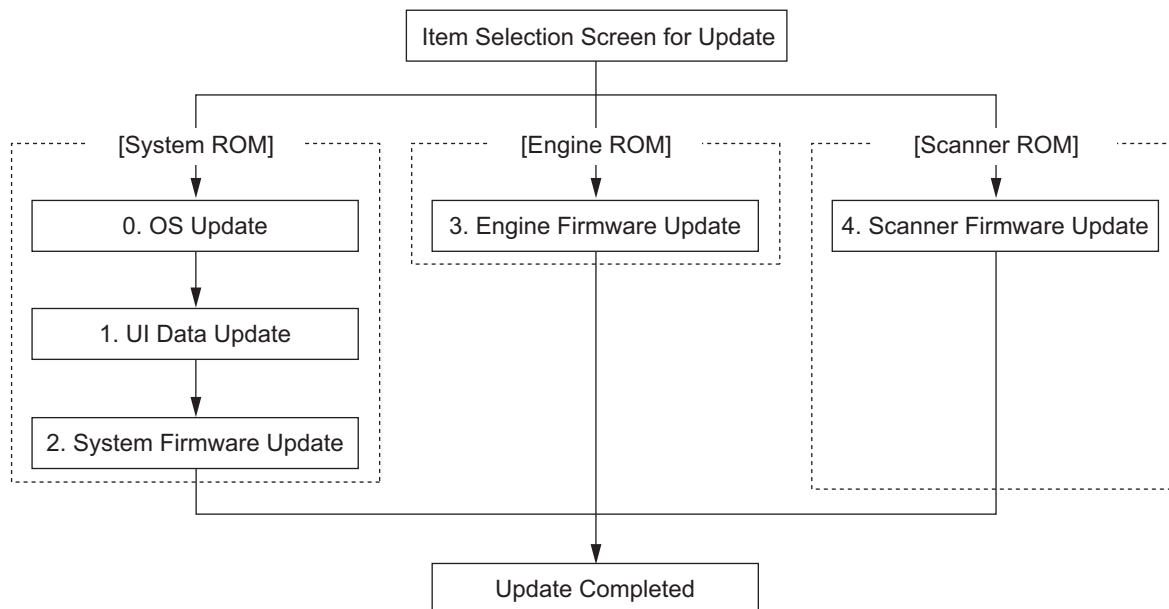 Item Selection Screen for Update
[System ROM]
[Engine ROM]
[Scanner ROM]
0. OS Update
3. Engine Firmware Update
4. Scanner Firmware Update
1. UI Data Update
2. System Firmware Update
Update Completed